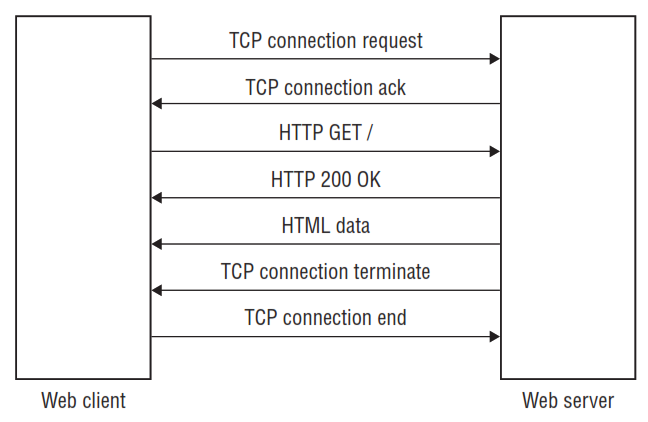 TCP connection request
TCP connection ack
HTTP GET /
HTTP 200 OK
HTML data
TCP connection terminate
TCP connection end
Web client
Web server